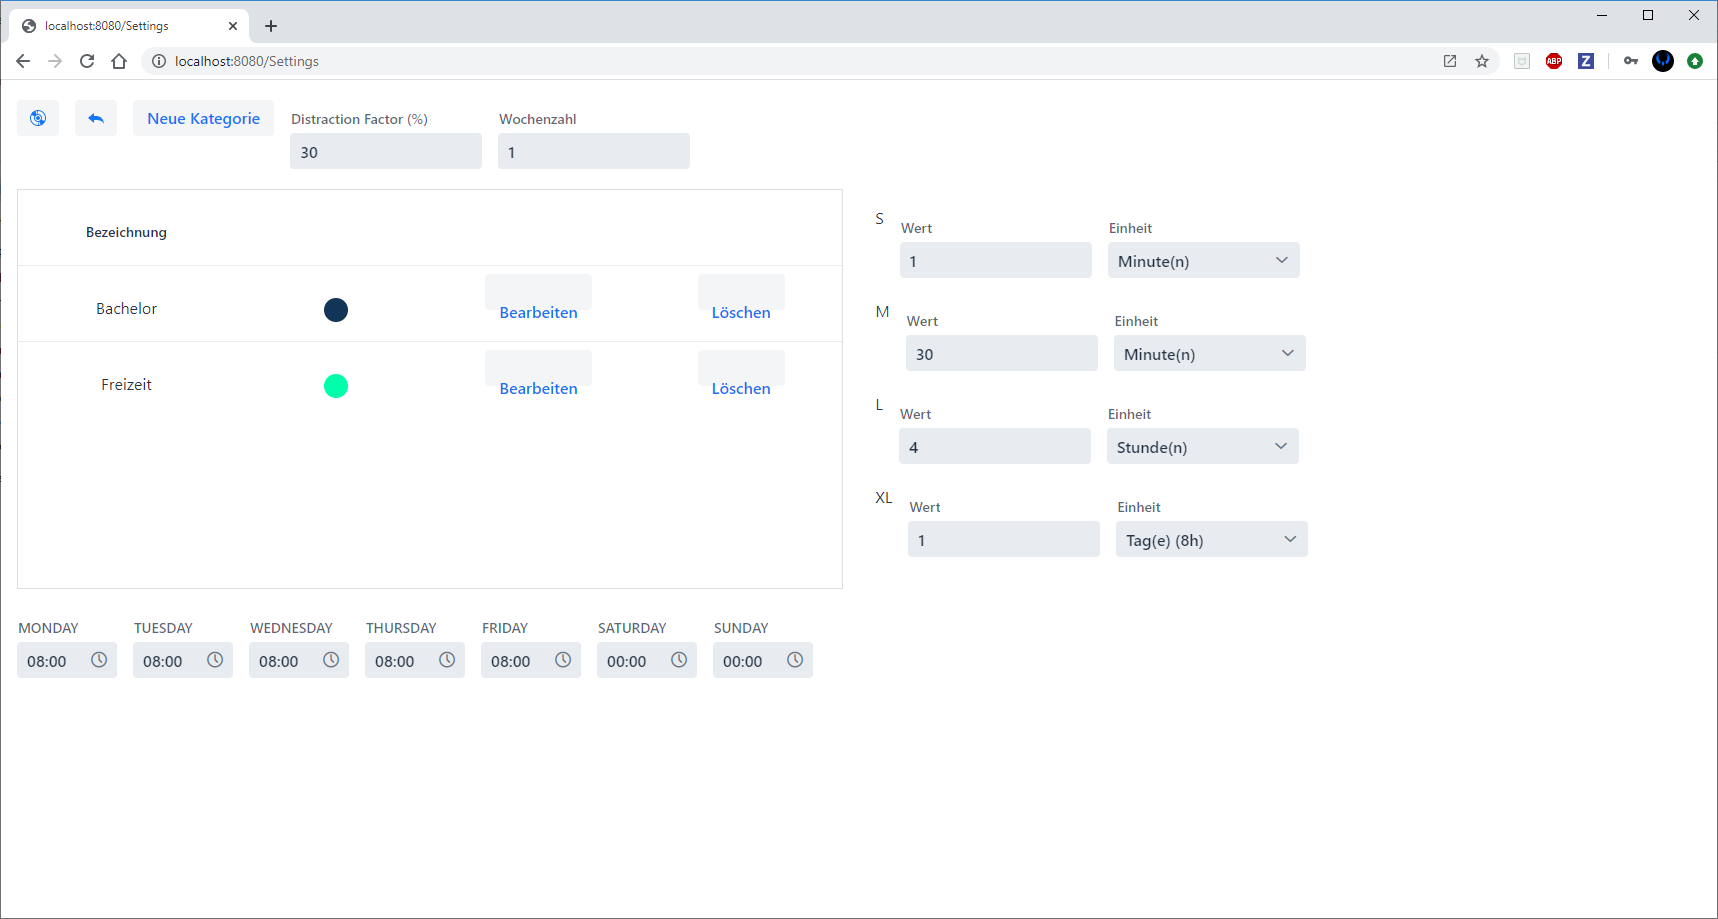 localhost:8080/Settings
localhost:8080/Settings
ABP
Z
Neue Kategorie
Distraction Factor (%)
Wochenzahl
30
1
Bezeichnung
Bachelor
Bearbeiten
Löschen
Freizeit
Bearbeiten
Löschen
S
Wert
Einheit
1
Minute(n)
M
Wert
Einheit
30
Minute(n)
L
Wert
Einheit
4
Stunde(n)
XL
Wert
Einheit
1
Tag(e) (8h)
MONDAY
TUESDAY
WEDNESDAY
THURSDAY
FRIDAY
SATURDAY
SUNDAY
08:00
08:00
08:00
08:00
08:00
00:00
00:00